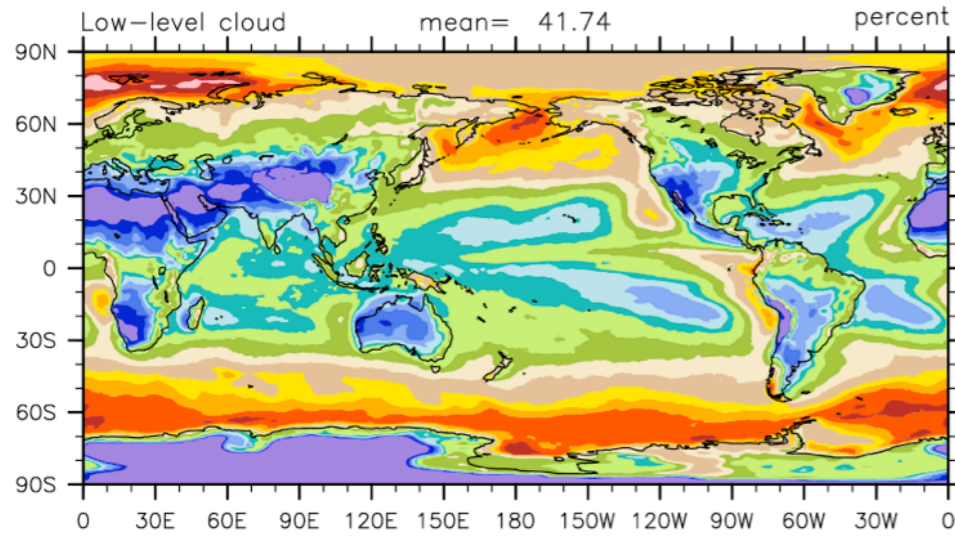 Low-level cloud mean= 41.74 percent
90N
60N
30N
0
30S
60S
90S
0 30E 60E 90E 120E 150E 180 150W 120W 90W 60W 30W 0